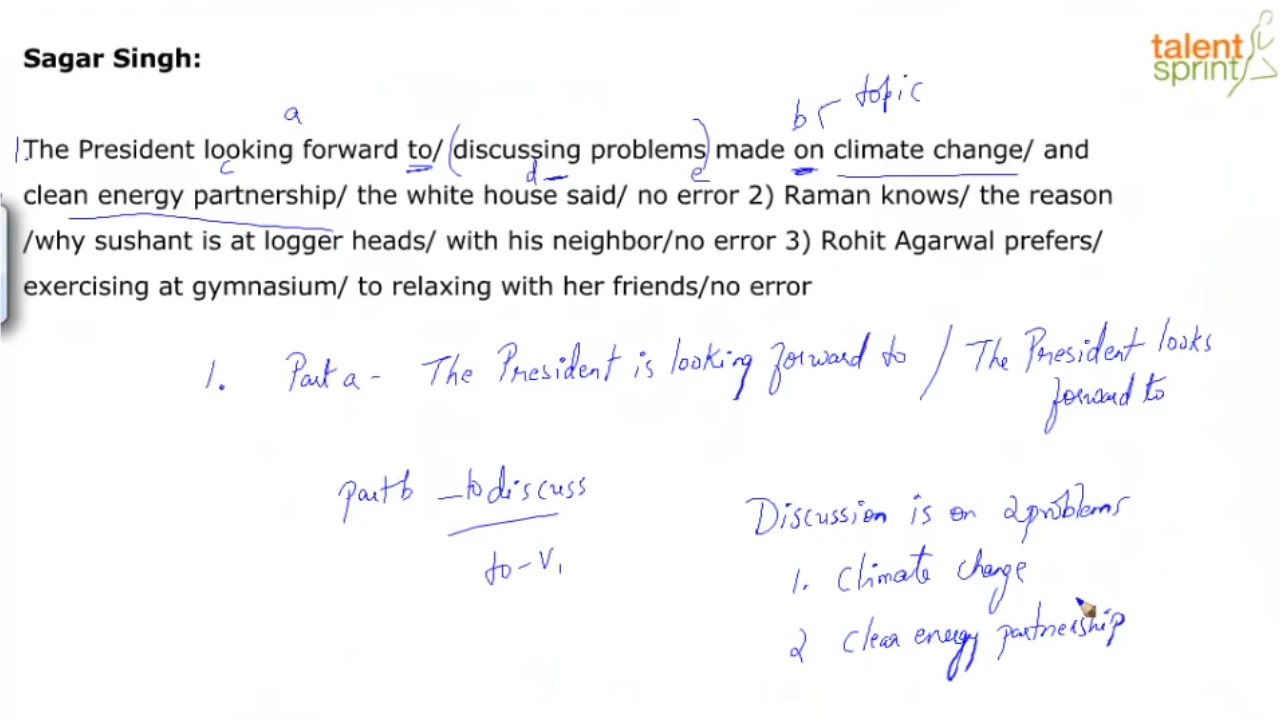 talent
sprint
Sagar Singh:
a
b
topic
1. The President looking forward to/ (discussing problems) made on climate change/ and
c
d
e
clean energy partnership/ the white house said/ no error 2) Raman knows/ the reason
/why sushant is at logger heads/ with his neighbor/no error 3) Rohit Agarwal prefers/
exercising at gymnasium/ to relaxing with her friends/no error
1. Part a - The President is looking forward to / The President looks
forward to
part b - to discuss
to - V1
Discussion is on 2 problems
1. Climate change
2 Clean energy partnership